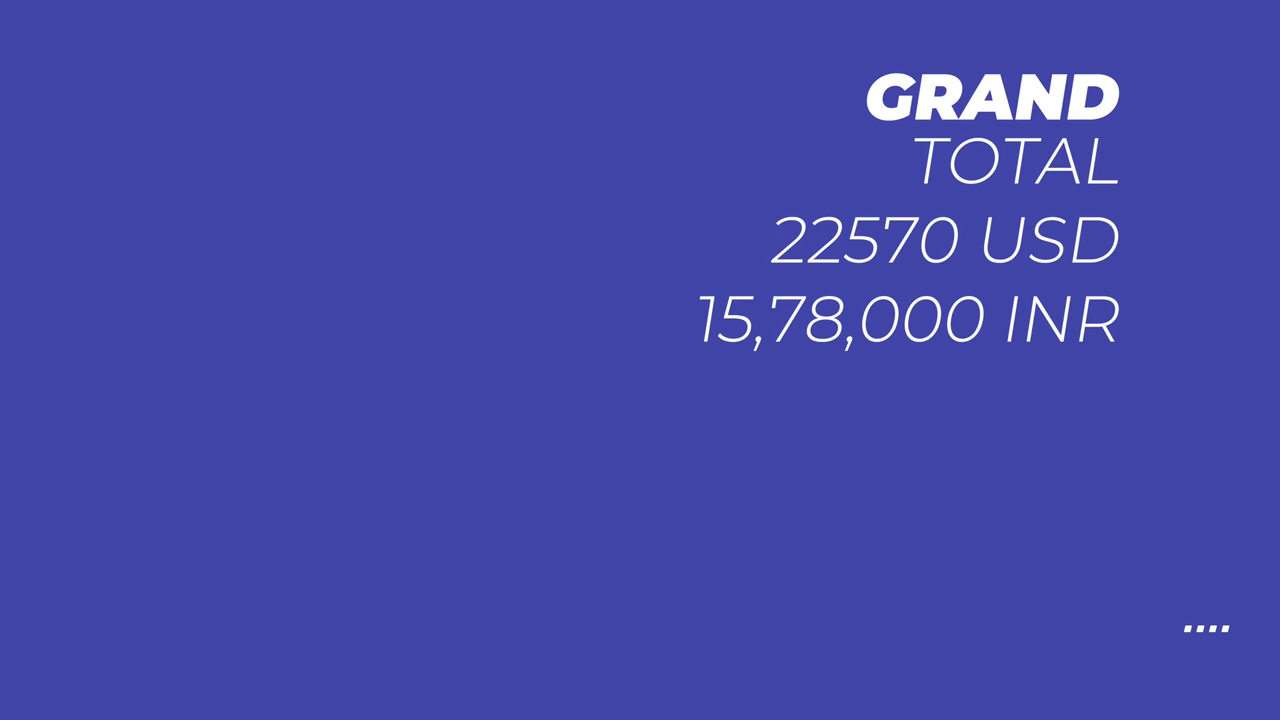 GRAND
TOTAL
22570 USD
15,78,000 INR
....